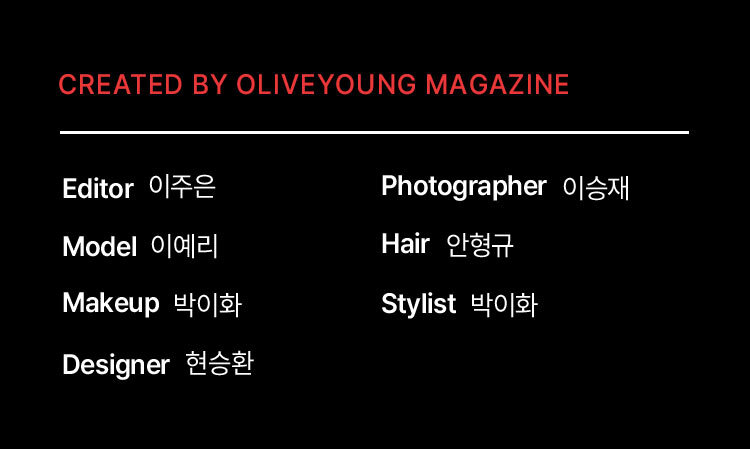 CREATED BY OLIVEYOUNG MAGAZINE
Editor 이주은
Photographer 이승재
Model 이예리
Hair 안형규
Makeup 박이화
Stylist 박이화
Designer 현승환